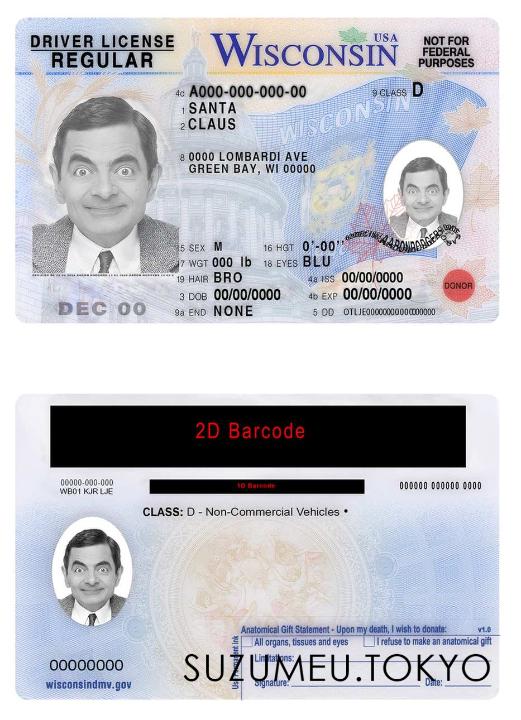 DRIVER LICENSE
REGULAR
WISCONSIN USA
NOT FOR
FEDERAL
PURPOSES
4d A000-000-000-00
9 CLASS D
1 SANTA
2 CLAUS
8 0000 LOMBARDI AVE
GREEN BAY, WI 00000
WISCONSIN
15 SEX M
16 HGT 0'-00"
17 WGT 000 lb
18 EYES BLU
19 HAIR BRO
4a ISS 00/00/0000
3 DOB 00/00/0000
4b EXP 00/00/0000
9a END NONE
5 DD
DEC 00
DONOR
2D Barcode
00000-000-000
WB01 KJR LJE
1D Barcode
000000 000000 0000
CLASS: D - Non-Commercial Vehicles •
Anatomical Gift Statement - Upon my death, I wish to donate: v1.0
All organs, tissues and eyes
I refuse to make an anatomical gift
Limitations:
Signature:
Date:
00000000
wisconsindmv.gov
SUZUMEU.TOKYO